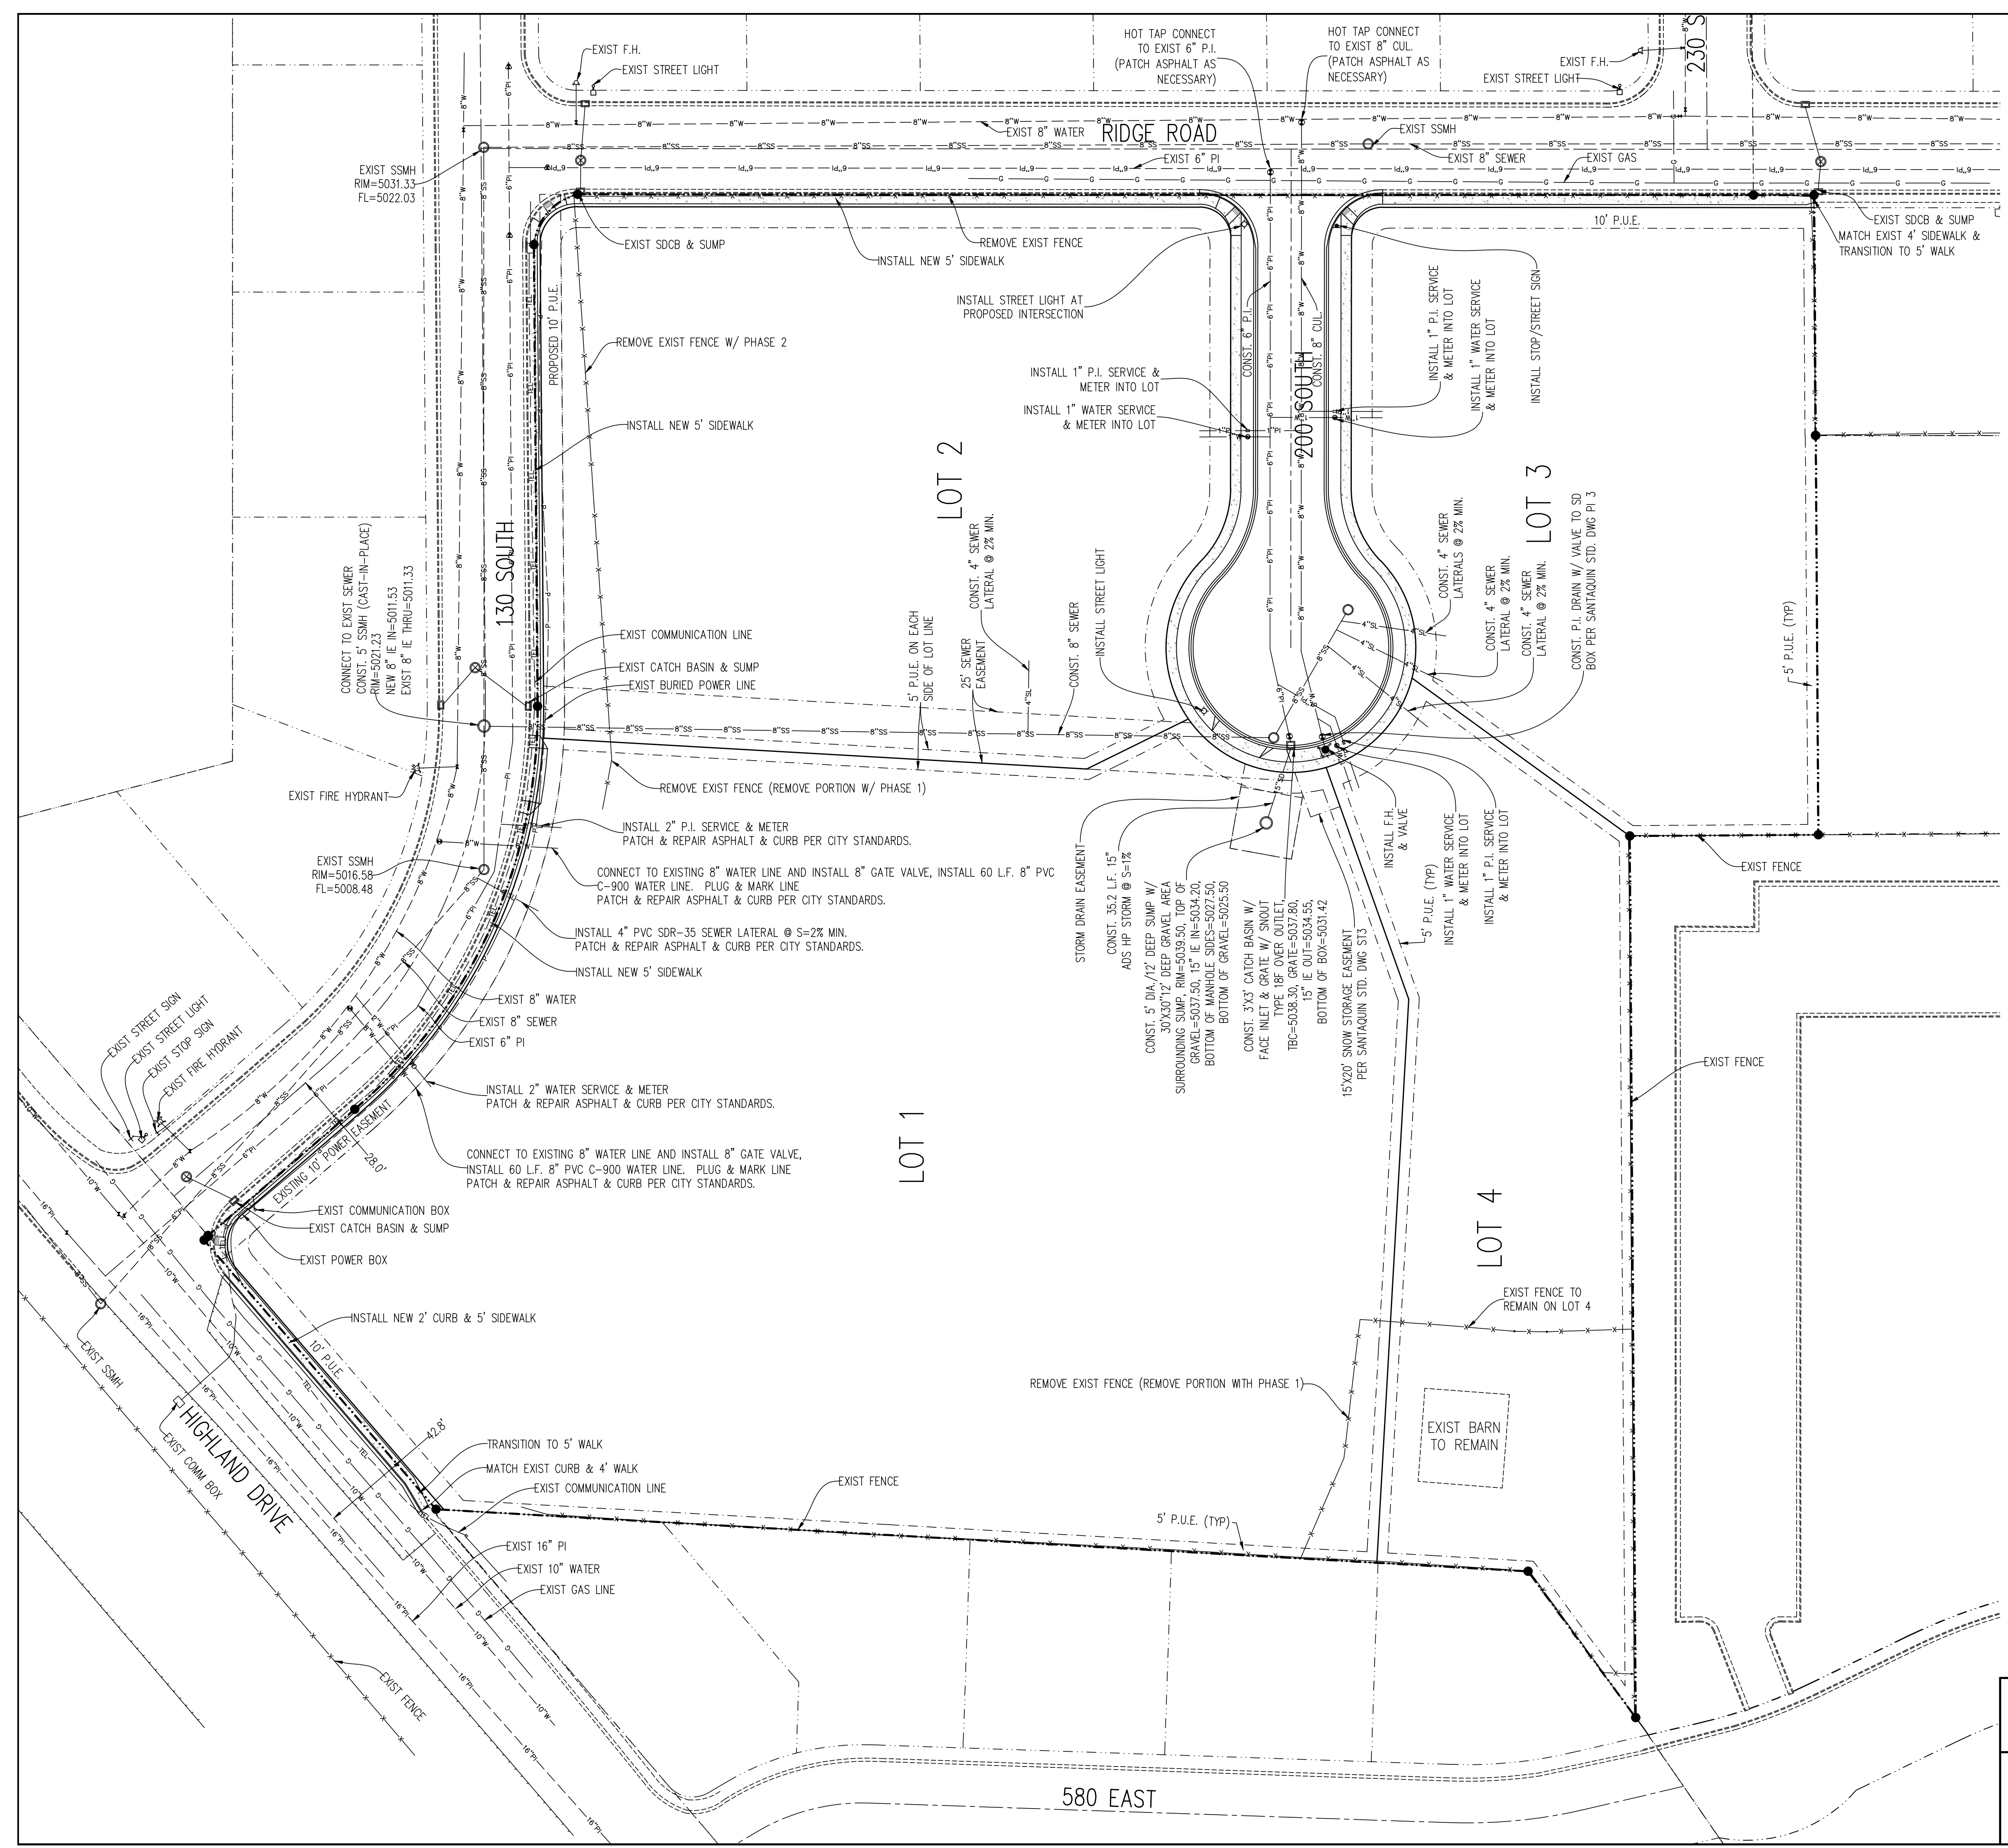 EXIST F.H.
EXIST STREET LIGHT
HOT TAP CONNECT
TO EXIST 6" P.I.
(PATCH ASPHALT AS
NECESSARY)
HOT TAP CONNECT
TO EXIST 8" CUL.
(PATCH ASPHALT AS
NECESSARY)
EXIST F.H.
EXIST STREET LIGHT
230 S
EXIST 8" WATER
RIDGE ROAD
EXIST SSMH
EXIST 8" SEWER
EXIST GAS
EXIST 6" PI
EXIST SSMH
RIM=5031.33
FL=5022.03
EXIST SDCB & SUMP
REMOVE EXIST FENCE
INSTALL NEW 5' SIDEWALK
10' P.U.E.
EXIST SDCB & SUMP
MATCH EXIST 4' SIDEWALK &
TRANSITION TO 5' WALK
PROPOSED 10' P.U.E.
REMOVE EXIST FENCE W/ PHASE 2
INSTALL STREET LIGHT AT
PROPOSED INTERSECTION
CONST. 6" P.I.
CONST. 8" CUL.
200 SOUTH
INSTALL 1" P.I. SERVICE
& METER INTO LOT
INSTALL 1" WATER SERVICE
& METER INTO LOT
INSTALL STOP/STREET SIGN
INSTALL 1" P.I. SERVICE &
METER INTO LOT
INSTALL 1" WATER SERVICE
& METER INTO LOT
INSTALL NEW 5' SIDEWALK
LOT 2
LOT 3
130 SOUTH
CONNECT TO EXIST SEWER
CONST. 5' SSMH (CAST-IN-PLACE)
RIM=5021.23
NEW 8" IE IN=5011.53
EXIST 8" IE THRU=5011.33
EXIST COMMUNICATION LINE
EXIST CATCH BASIN & SUMP
EXIST BURIED POWER LINE
5' P.U.E. ON EACH
SIDE OF LOT LINE
25' SEWER
EASEMENT
CONST. 4" SEWER
LATERAL @ 2% MIN.
CONST. 8" SEWER
INSTALL STREET LIGHT
CONST. 4" SEWER
LATERALS @ 2% MIN.
CONST. 4" SEWER
LATERAL @ 2% MIN.
CONST. 4" SEWER
LATERAL @ 2% MIN.
CONST. P.I. DRAIN W/ VALVE TO SD
BOX PER SANTAQUIN STD. DWG PI 3
5' P.U.E. (TYP)
EXIST FIRE HYDRANT
REMOVE EXIST FENCE (REMOVE PORTION W/ PHASE 1)
INSTALL 2" P.I. SERVICE & METER
PATCH & REPAIR ASPHALT & CURB PER CITY STANDARDS.
EXIST SSMH
RIM=5016.58
FL=5008.48
CONNECT TO EXISTING 8" WATER LINE AND INSTALL 8" GATE VALVE, INSTALL 60 L.F. 8" PVC
C-900 WATER LINE. PLUG & MARK LINE
PATCH & REPAIR ASPHALT & CURB PER CITY STANDARDS.
INSTALL 4" PVC SDR-35 SEWER LATERAL @ S=2% MIN.
PATCH & REPAIR ASPHALT & CURB PER CITY STANDARDS.
INSTALL NEW 5' SIDEWALK
EXIST 8" WATER
EXIST 8" SEWER
EXIST 6" PI
STORM DRAIN EASEMENT
CONST. 35.2 L.F. 15"
ADS HP STORM @ S=1%
CONST. 5' DIA./12' DEEP SUMP W/
30'X30"12' DEEP GRAVEL AREA
SURROUNDING SUMP, RIM=5039.50, TOP OF
GRAVEL=5037.50, 15" IE IN=5034.20,
BOTTOM OF MANHOLE SIDES=5027.50,
BOTTOM OF GRAVEL=5025.50
CONST. 3'X3' CATCH BASIN W/
FACE INLET & GRATE W/ SNOUT
TYPE 18F OVER OUTLET,
TBC=5038.30, GRATE=5037.80,
15" IE OUT=5034.55,
BOTTOM OF BOX=5031.42
15'X20' SNOW STORAGE EASEMENT
PER SANTAQUIN STD. DWG ST3
INSTALL F.H.
& VALVE
5' P.U.E. (TYP)
INSTALL 1" WATER SERVICE
& METER INTO LOT
INSTALL 1" P.I. SERVICE
& METER INTO LOT
EXIST FENCE
EXIST FENCE
EXIST STREET SIGN
EXIST STREET LIGHT
EXIST STOP SIGN
EXIST FIRE HYDRANT
EXISTING 10' POWER EASEMENT
28.0'
INSTALL 2" WATER SERVICE & METER
PATCH & REPAIR ASPHALT & CURB PER CITY STANDARDS.
CONNECT TO EXISTING 8" WATER LINE AND INSTALL 8" GATE VALVE,
INSTALL 60 L.F. 8" PVC C-900 WATER LINE. PLUG & MARK LINE
PATCH & REPAIR ASPHALT & CURB PER CITY STANDARDS.
LOT 1
LOT 4
EXIST COMMUNICATION BOX
EXIST CATCH BASIN & SUMP
EXIST POWER BOX
INSTALL NEW 2' CURB & 5' SIDEWALK
10' P.U.E.
EXIST SSMH
EXIST COMM BOX
HIGHLAND DRIVE
42.8'
TRANSITION TO 5' WALK
MATCH EXIST CURB & 4' WALK
EXIST COMMUNICATION LINE
EXIST 16" PI
EXIST 10" WATER
EXIST GAS LINE
EXIST FENCE
EXIST FENCE
5' P.U.E. (TYP)
REMOVE EXIST FENCE (REMOVE PORTION WITH PHASE 1)
EXIST FENCE TO
REMAIN ON LOT 4
EXIST BARN
TO REMAIN
580 EAST